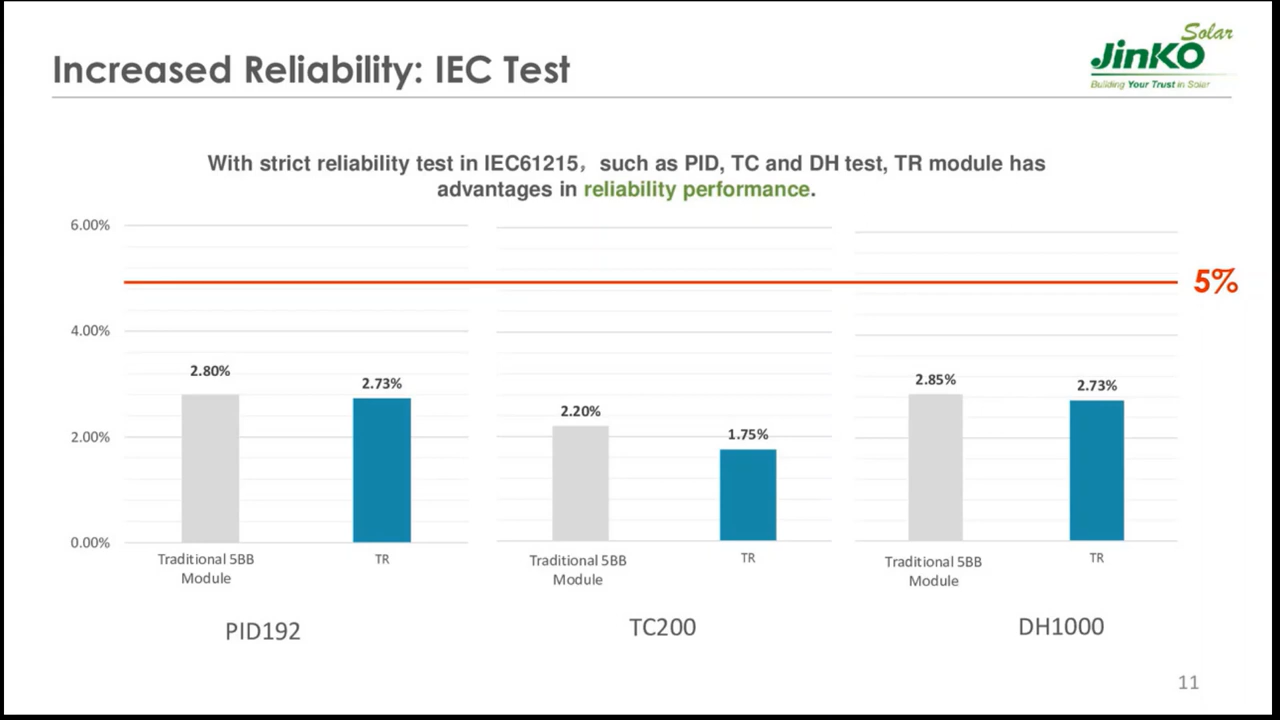 Increased Reliability: IEC Test
Solar
JinKO
Building Your Trust in Solar
With strict reliability test in IEC61215, such as PID, TC and DH test, TR module has
advantages in reliability performance.
6.00%
4.00%
2.00%
0.00%
5%
2.80%
2.73%
Traditional 5BB
Module
TR
PID192
2.20%
1.75%
Traditional 5BB
Module
TR
TC200
2.85%
2.73%
Traditional 5BB
Module
TR
DH1000
11